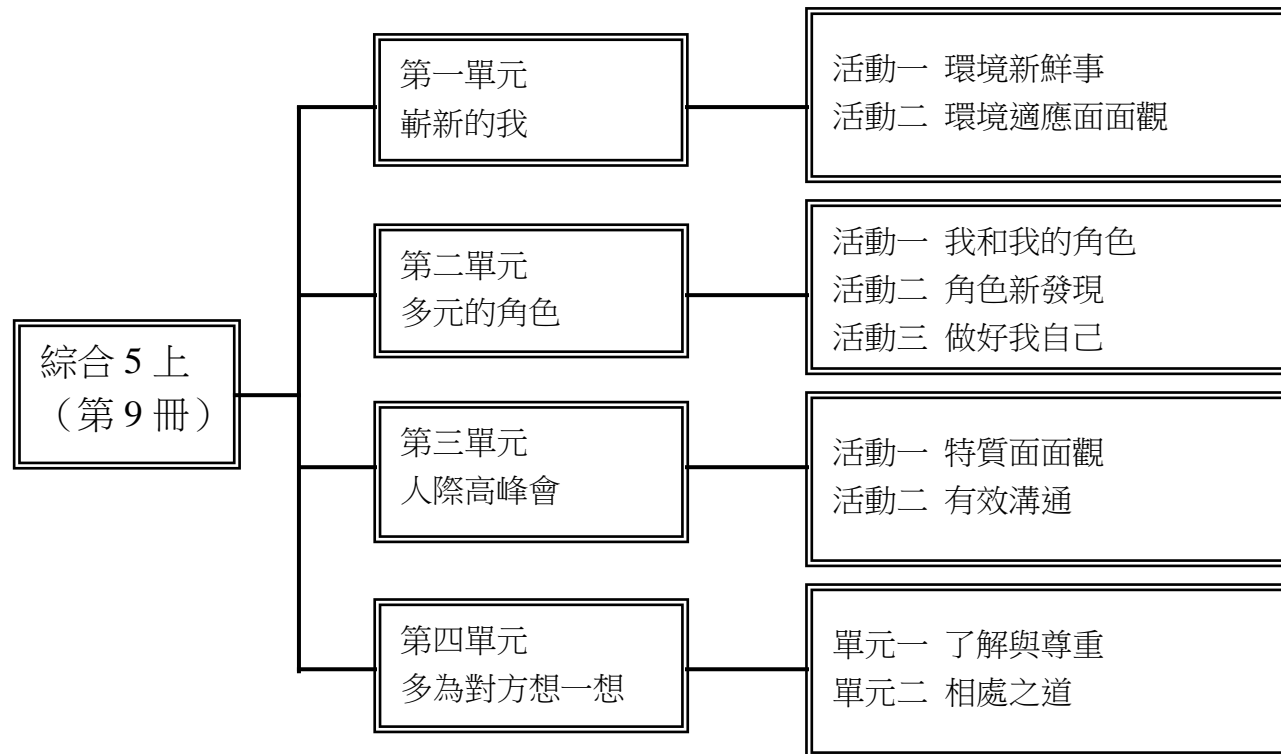 綜合 5 上
（第 9 冊）
第一單元
嶄新的我
活動一 環境新鮮事
活動二 環境適應面面觀
第二單元
多元的角色
活動一 我和我的角色
活動二 角色新發現
活動三 做好我自己
第三單元
人際高峰會
活動一 特質面面觀
活動二 有效溝通
第四單元
多為對方想一想
單元一 了解與尊重
單元二 相處之道